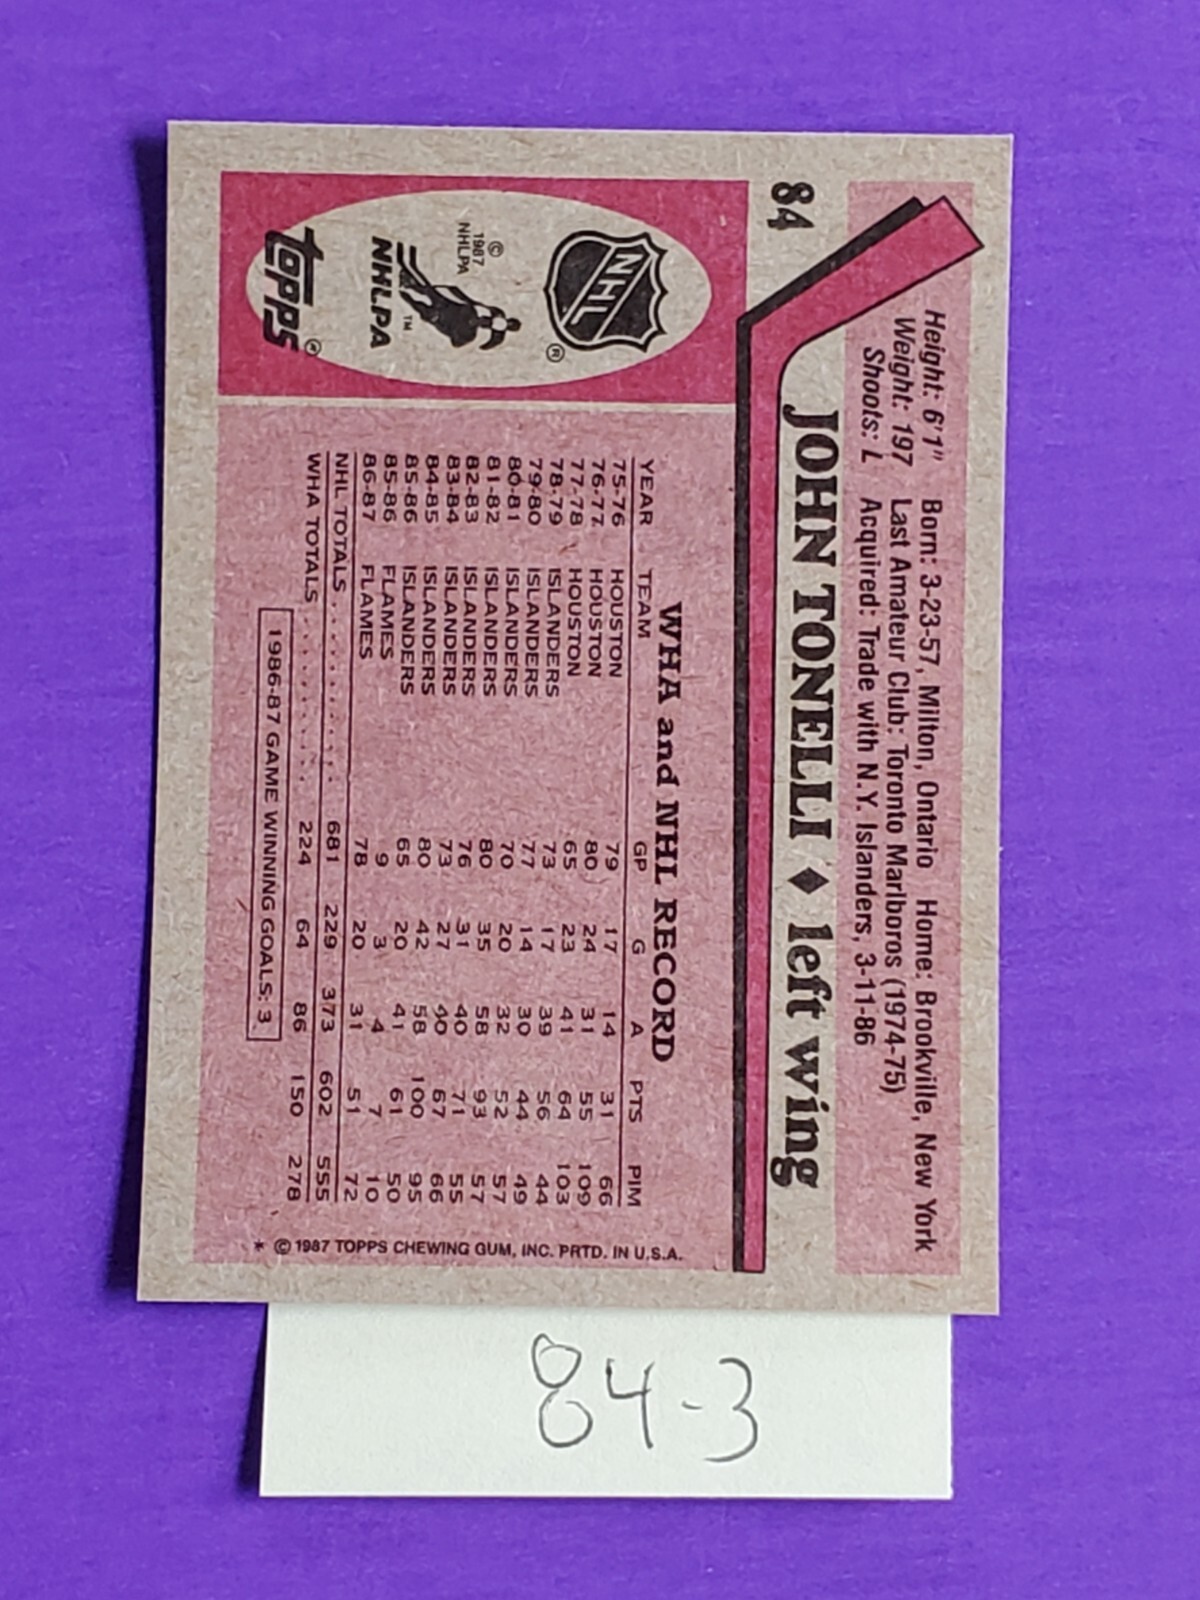 84
Height: 6'1" Born: 3-23-57, Milton, Ontario Home: Brookville, New York
Weight: 197 Last Amateur Club: Toronto Marlboros (1974-75)
Shoots: L Acquired: Trade with N.Y. Islanders, 3-11-86
JOHN TONELLI ♦ left wing
NHL ®
NHLPA ™
© 1987 NHLPA
topps ®
WHA and NHL RECORD
YEAR TEAM GP G A PTS PIM
75-76 HOUSTON 79 17 14 31 66
76-77 HOUSTON 80 24 31 55 109
77-78 HOUSTON 65 23 41 64 103
78-79 ISLANDERS 73 17 39 56 44
79-80 ISLANDERS 77 14 30 44 49
80-81 ISLANDERS 70 20 32 52 57
81-82 ISLANDERS 80 35 58 93 57
82-83 ISLANDERS 76 31 40 71 55
83-84 ISLANDERS 73 27 40 67 66
84-85 ISLANDERS 80 42 58 100 95
85-86 ISLANDERS 65 20 41 61 50
85-86 FLAMES 9 3 4 7 10
86-87 FLAMES 78 20 31 51 72
NHL TOTALS . . . . . . . . . . 681 229 373 602 555
WHA TOTALS . . . . . . . . . . 224 64 86 150 278
1986-87 GAME WINNING GOALS: 3
* © 1987 TOPPS CHEWING GUM, INC. PRTD. IN U.S.A.
84-3